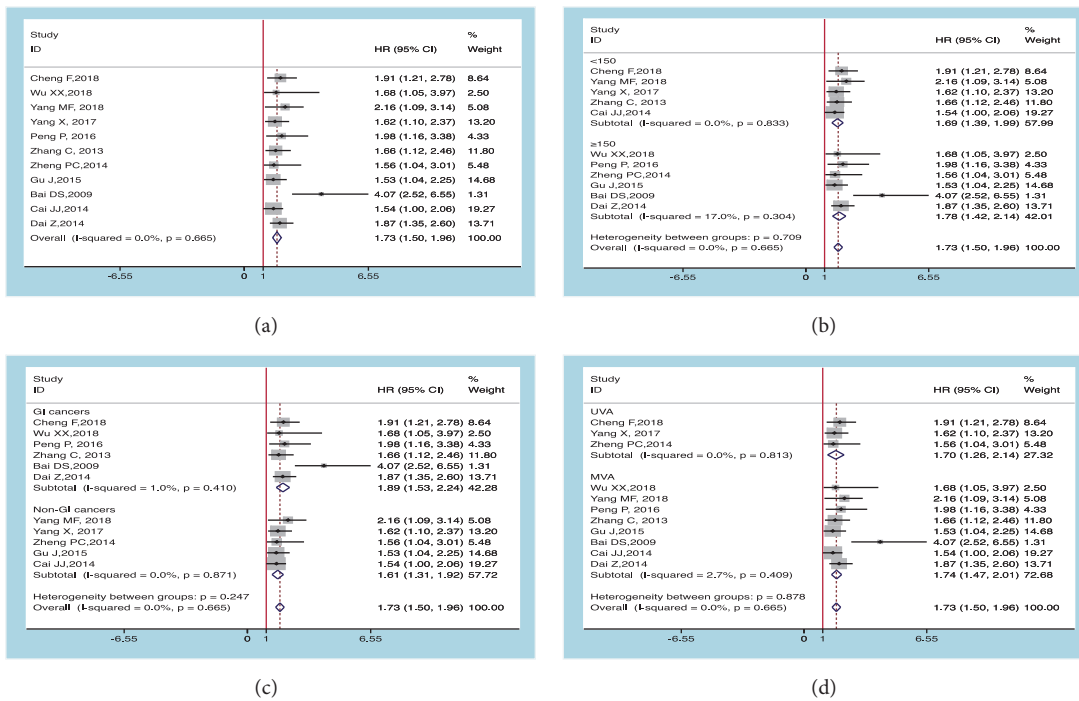 Study %
ID HR (95% CI) Weight
Cheng F,2018 1.91 (1.21, 2.78) 8.64
Wu XX,2018 1.68 (1.05, 3.97) 2.50
Yang MF, 2018 2.16 (1.09, 3.14) 5.08
Yang X, 2017 1.62 (1.10, 2.37) 13.20
Peng P, 2016 1.98 (1.16, 3.38) 4.33
Zhang C, 2013 1.66 (1.12, 2.46) 11.80
Zheng PC,2014 1.56 (1.04, 3.01) 5.48
Gu J,2015 1.53 (1.04, 2.25) 14.68
Bai DS,2009 4.07 (2.52, 6.55) 1.31
Cai JJ,2014 1.54 (1.00, 2.06) 19.27
Dai Z,2014 1.87 (1.35, 2.60) 13.71
Overall (I-squared = 0.0%, p = 0.665) 1.73 (1.50, 1.96) 100.00
-6.55 0 1 6.55
(a)
Study %
ID HR (95% CI) Weight
<150
Cheng F,2018 1.91 (1.21, 2.78) 8.64
Yang MF, 2018 2.16 (1.09, 3.14) 5.08
Yang X, 2017 1.62 (1.10, 2.37) 13.20
Zhang C, 2013 1.66 (1.12, 2.46) 11.80
Cai JJ,2014 1.54 (1.00, 2.06) 19.27
Subtotal (I-squared = 0.0%, p = 0.833) 1.69 (1.39, 1.99) 57.99
≥150
Wu XX,2018 1.68 (1.05, 3.97) 2.50
Peng P, 2016 1.98 (1.16, 3.38) 4.33
Zheng PC,2014 1.56 (1.04, 3.01) 5.48
Gu J,2015 1.53 (1.04, 2.25) 14.68
Bai DS,2009 4.07 (2.52, 6.55) 1.31
Dai Z,2014 1.87 (1.35, 2.60) 13.71
Subtotal (I-squared = 17.0%, p = 0.304) 1.78 (1.42, 2.14) 42.01
Heterogeneity between groups: p = 0.709
Overall (I-squared = 0.0%, p = 0.665) 1.73 (1.50, 1.96) 100.00
-6.55 0 1 6.55
(b)
Study %
ID HR (95% CI) Weight
GI cancers
Cheng F,2018 1.91 (1.21, 2.78) 8.64
Wu XX,2018 1.68 (1.05, 3.97) 2.50
Peng P, 2016 1.98 (1.16, 3.38) 4.33
Zhang C, 2013 1.66 (1.12, 2.46) 11.80
Bai DS,2009 4.07 (2.52, 6.55) 1.31
Dai Z,2014 1.87 (1.35, 2.60) 13.71
Subtotal (I-squared = 1.0%, p = 0.410) 1.89 (1.53, 2.24) 42.28
Non-GI cancers
Yang MF, 2018 2.16 (1.09, 3.14) 5.08
Yang X, 2017 1.62 (1.10, 2.37) 13.20
Zheng PC,2014 1.56 (1.04, 3.01) 5.48
Gu J,2015 1.53 (1.04, 2.25) 14.68
Cai JJ,2014 1.54 (1.00, 2.06) 19.27
Subtotal (I-squared = 0.0%, p = 0.871) 1.61 (1.31, 1.92) 57.72
Heterogeneity between groups: p = 0.247
Overall (I-squared = 0.0%, p = 0.665) 1.73 (1.50, 1.96) 100.00
-6.55 0 1 6.55
(c)
Study %
ID HR (95% CI) Weight
UVA
Cheng F,2018 1.91 (1.21, 2.78) 8.64
Yang X, 2017 1.62 (1.10, 2.37) 13.20
Zheng PC,2014 1.56 (1.04, 3.01) 5.48
Subtotal (I-squared = 0.0%, p = 0.813) 1.70 (1.26, 2.14) 27.32
MVA
Wu XX,2018 1.68 (1.05, 3.97) 2.50
Yang MF, 2018 2.16 (1.09, 3.14) 5.08
Peng P, 2016 1.98 (1.16, 3.38) 4.33
Zhang C, 2013 1.66 (1.12, 2.46) 11.80
Gu J,2015 1.53 (1.04, 2.25) 14.68
Bai DS,2009 4.07 (2.52, 6.55) 1.31
Cai JJ,2014 1.54 (1.00, 2.06) 19.27
Dai Z,2014 1.87 (1.35, 2.60) 13.71
Subtotal (I-squared = 2.7%, p = 0.409) 1.74 (1.47, 2.01) 72.68
Heterogeneity between groups: p = 0.878
Overall (I-squared = 0.0%, p = 0.665) 1.73 (1.50, 1.96) 100.00
-6.55 0 1 6.55
(d)